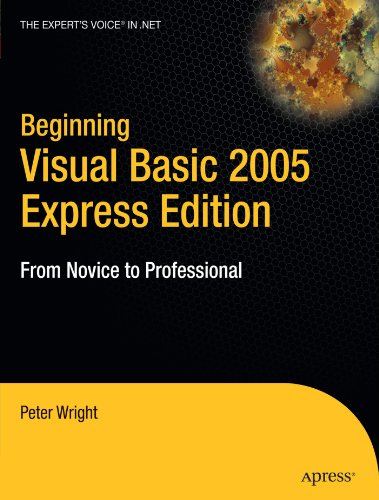 THE EXPERT'S VOICE® IN .NET
Beginning
Visual Basic 2005
Express Edition
From Novice to Professional
Peter Wright
Apress®